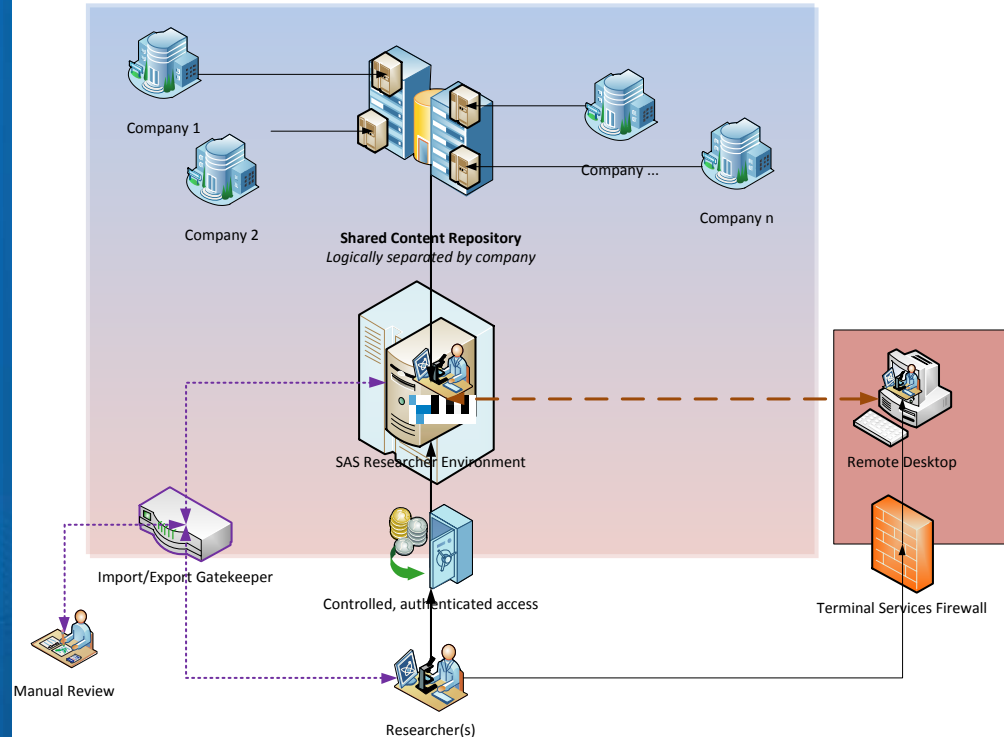 Company 1
Company ...
Company n
Company 2
Shared Content Repository
Logically separated by company
SAS Researcher Environment
Remote Desktop
Import/Export Gatekeeper
Controlled, authenticated access
Terminal Services Firewall
Manual Review
Researcher(s)